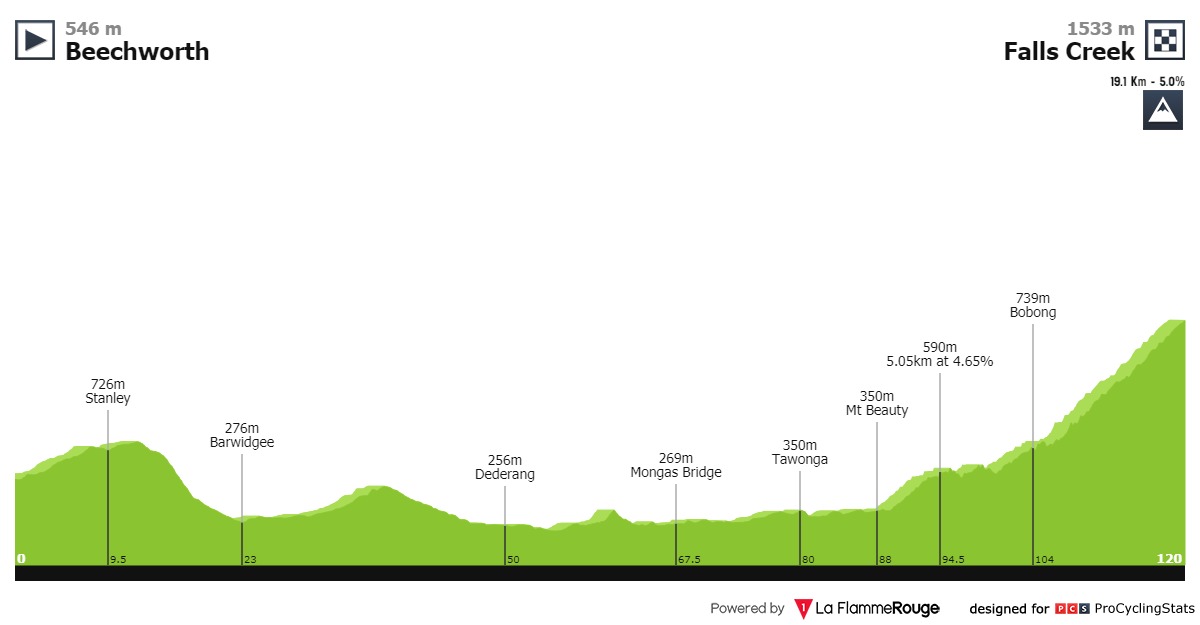 546 m
Beechworth
1533 m
Falls Creek
19.1 Km - 5.0%
739m
Bobong
590m
5.05km at 4.65%
726m
Stanley
350m
Mt Beauty
276m
Barwidgee
350m
Tawonga
256m
Dederang
269m
Mongas Bridge
0
9.5
23
50
67.5
80
88
94.5
104
120
Powered by 1 La FlammeRouge designed for PCS ProCyclingStats